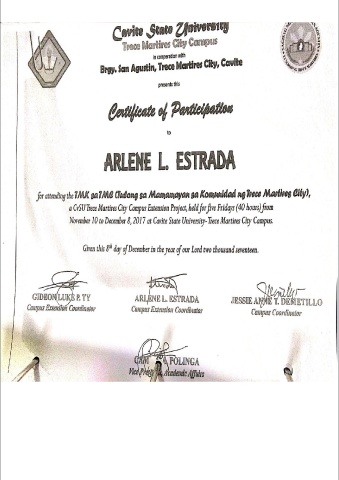 Cavite State University
Trece Martires City Campus
in cooperation with
Brgy. San Agustin, Trece Martires City, Cavite
presents this
Certificate of Participation
to
ARLENE L. ESTRADA
for attending the TMK sa TMC (Tulong sa Mamamayan sa Komunidad ng Trece Martires City),
a CvSU Trece Martires City Campus Extension Project, held for five Fridays (40 hours) from
November 10 to December 8, 2017 at Cavite State University- Trece Martires City Campus.
Given this 8th day of December in the year of our Lord two thousand seventeen.
GIDEON LUKE P. TY
Campus Extension Coordinator
ARLENE L. ESTRADA
Campus Extension Coordinator
JESSIE ANNE T. DEMETILLO
Campus Coordinator
POLINGA
Academic Affairs